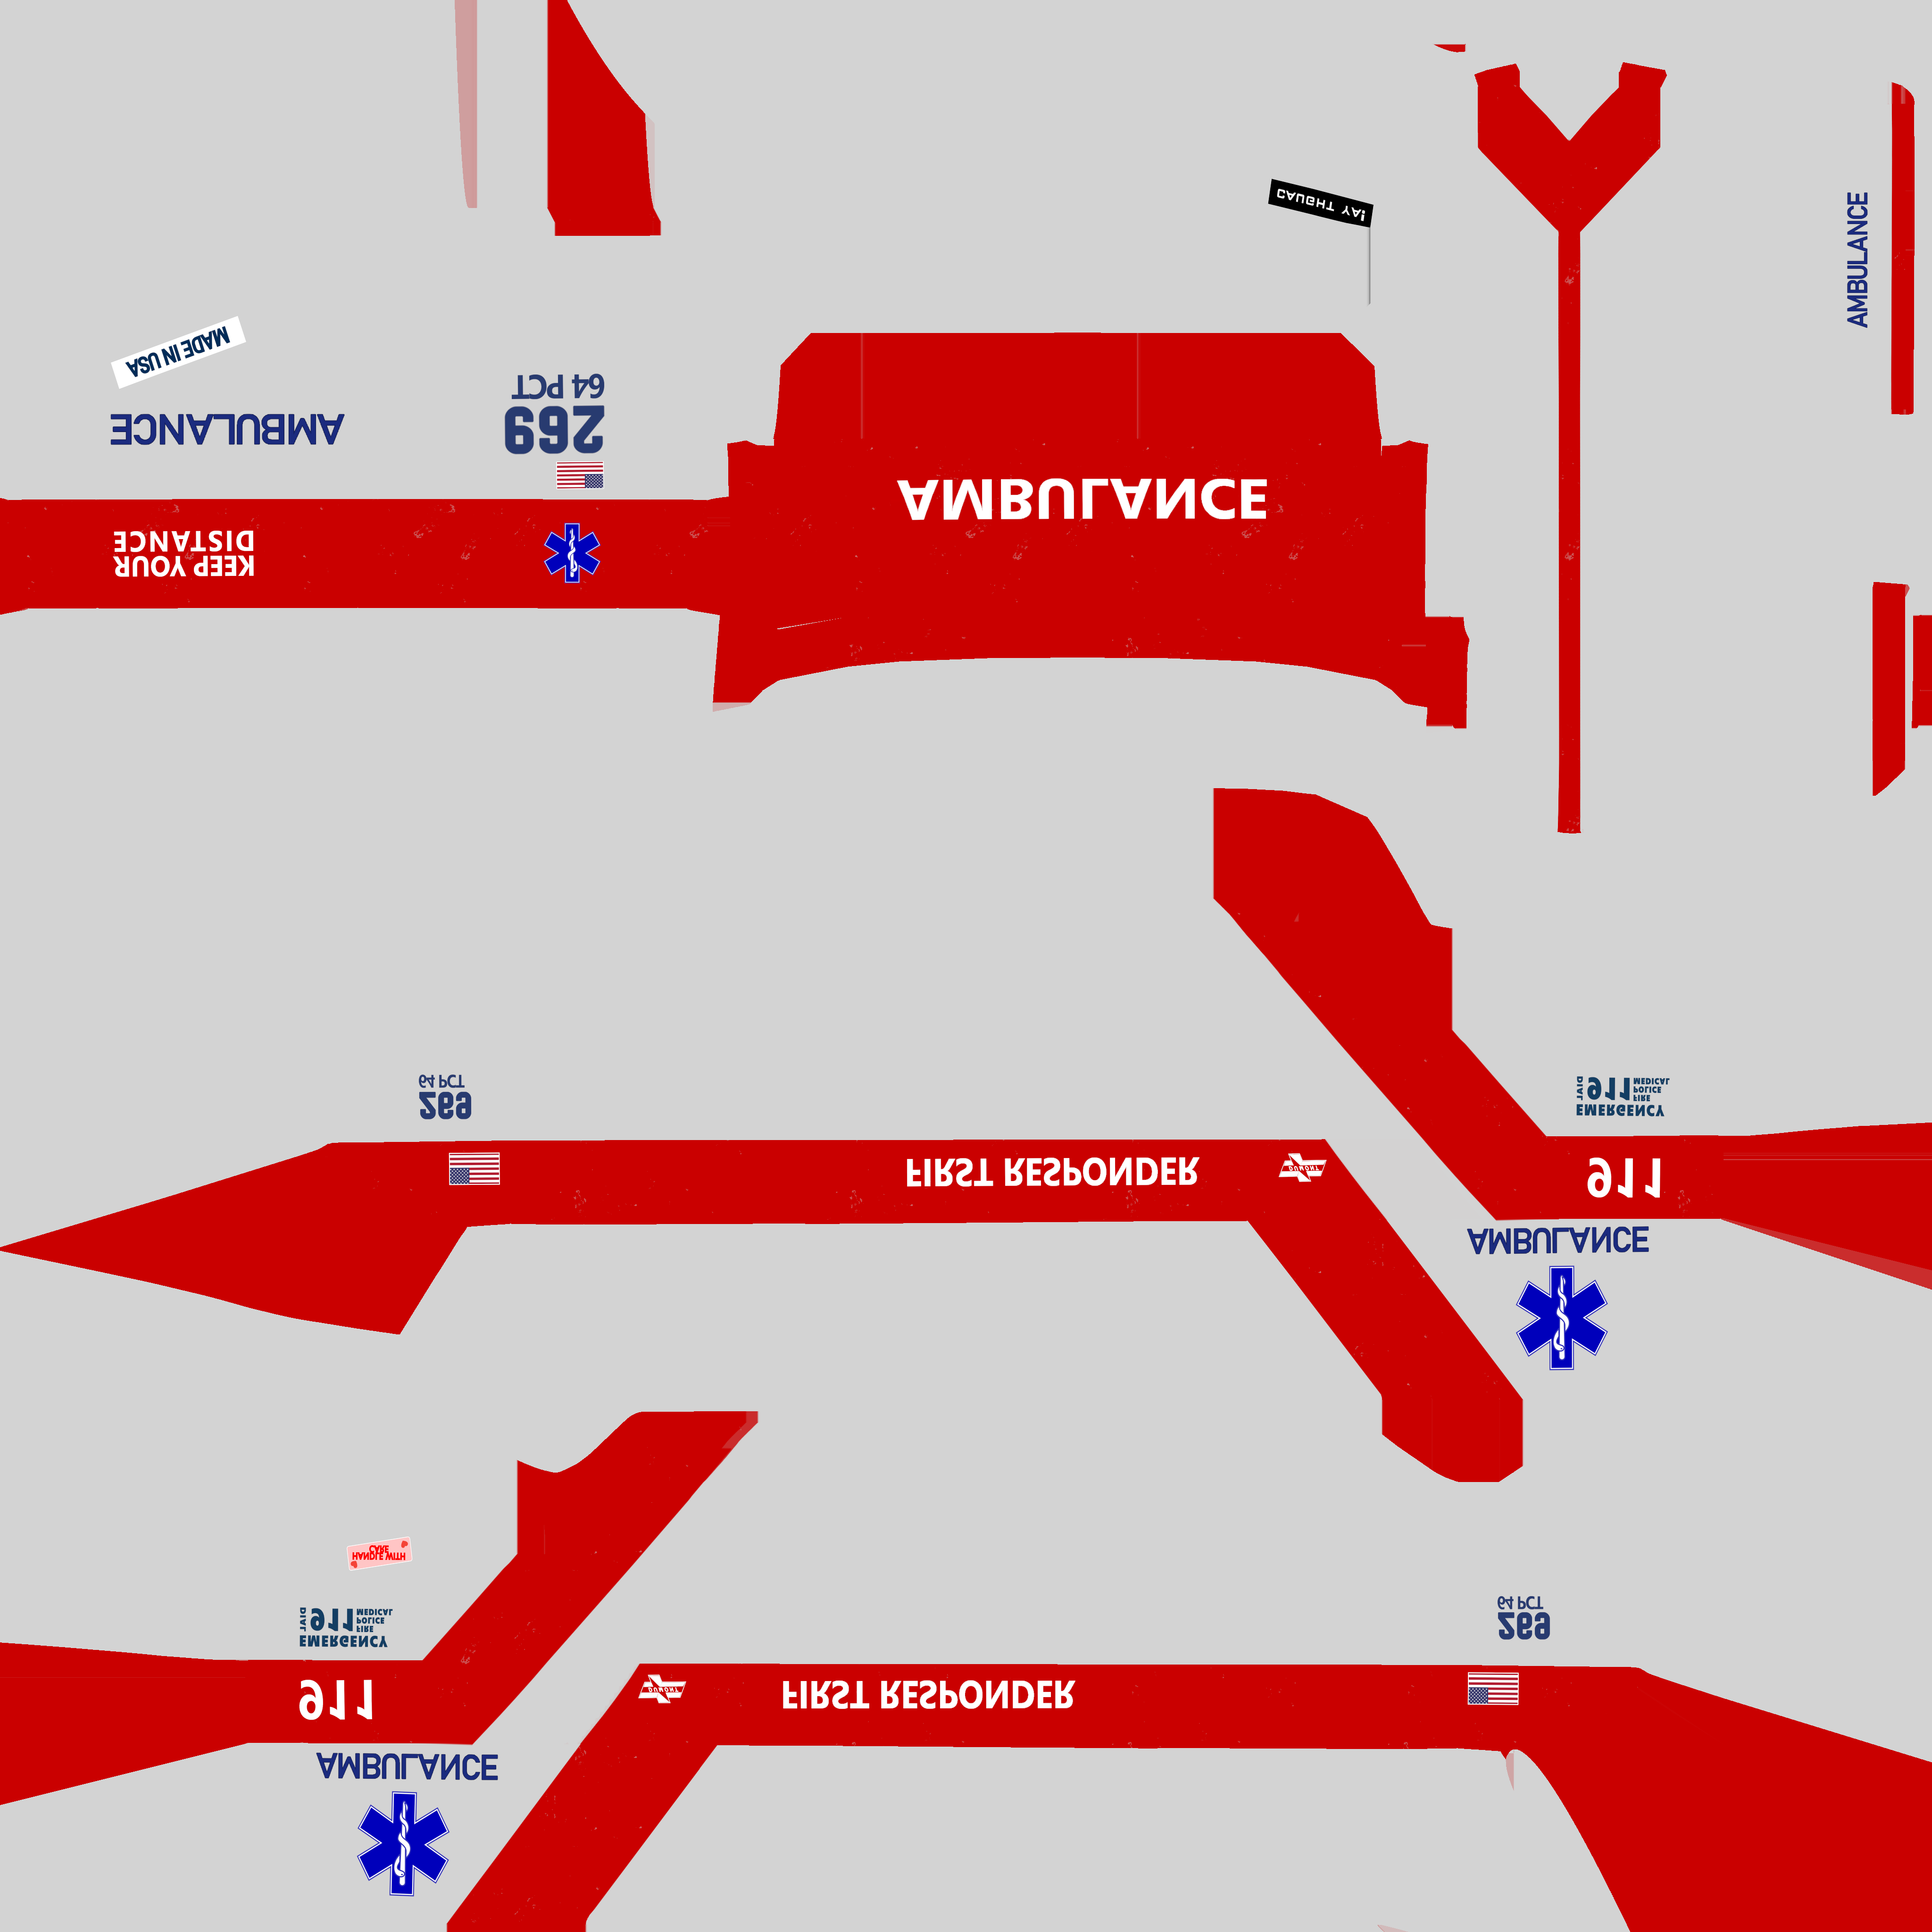 CAUGHT YA!
AMBULANCE
MADE IN USA
64 PCT
269
AMBULANCE
AMBULANCE
KEEP YOUR
DISTANCE
64 PCT
269
DIAL 911 MEDICAL
POLICE
FIRE
EMERGENCY
FIRST RESPONDER
DUMONT
911
AMBULANCE
HANDLE WITH
CARE
DIAL 911 MEDICAL
POLICE
FIRE
EMERGENCY
64 PCT
269
911
DUMONT
FIRST RESPONDER
AMBULANCE